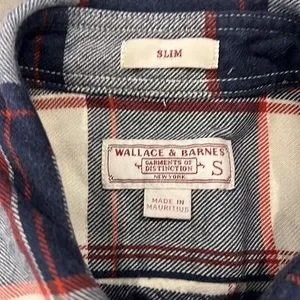 SLIM
WALLACE & BARNES
GARMENTS OF
DISTINCTION
NEW YORK
S
MADE IN
MAURITIUS